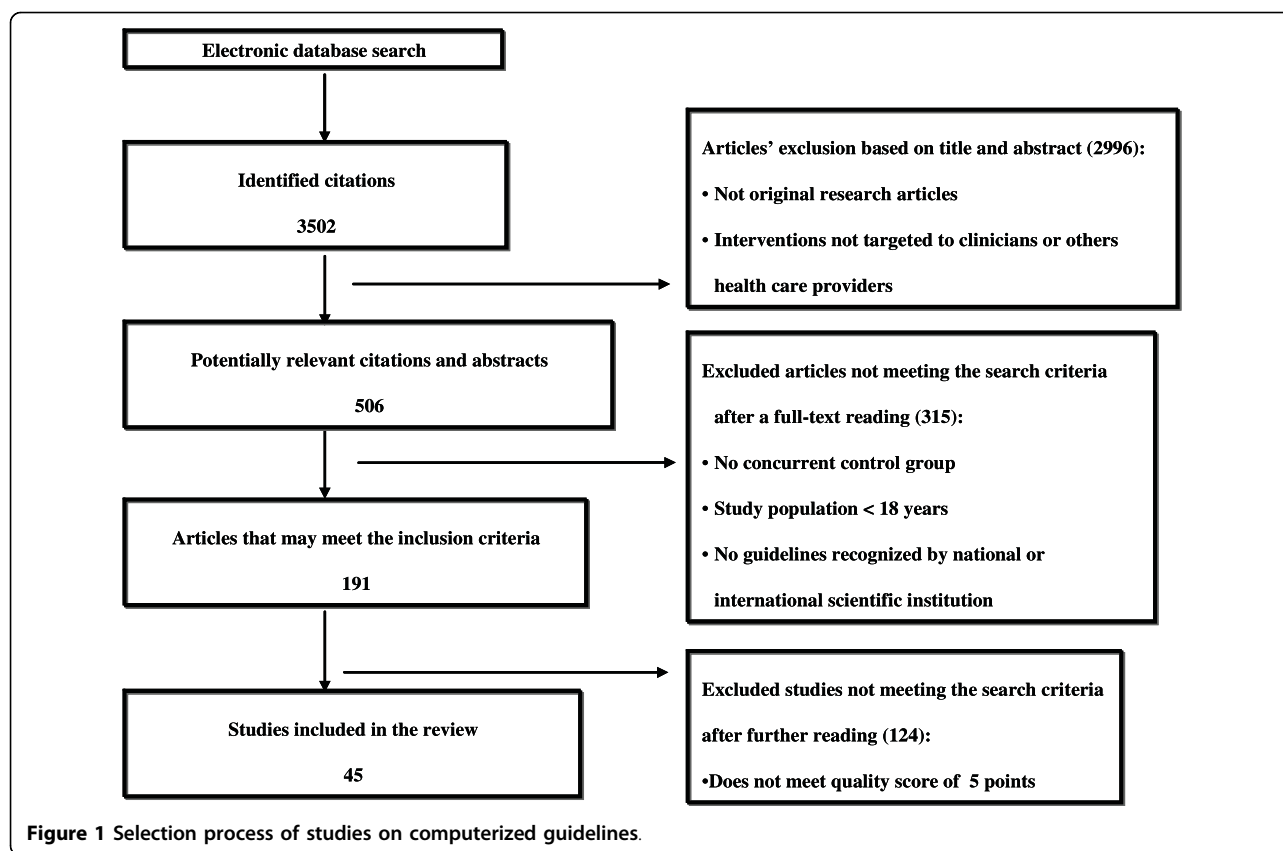 Electronic database search
Identified citations
3502
Articles' exclusion based on title and abstract (2996):
• Not original research articles
• Interventions not targeted to clinicians or others
health care providers
Potentially relevant citations and abstracts
506
Excluded articles not meeting the search criteria
after a full-text reading (315):
• No concurrent control group
• Study population < 18 years
• No guidelines recognized by national or
international scientific institution
Articles that may meet the inclusion criteria
191
Excluded studies not meeting the search criteria
after further reading (124):
•Does not meet quality score of 5 points
Studies included in the review
45
Figure 1 Selection process of studies on computerized guidelines.